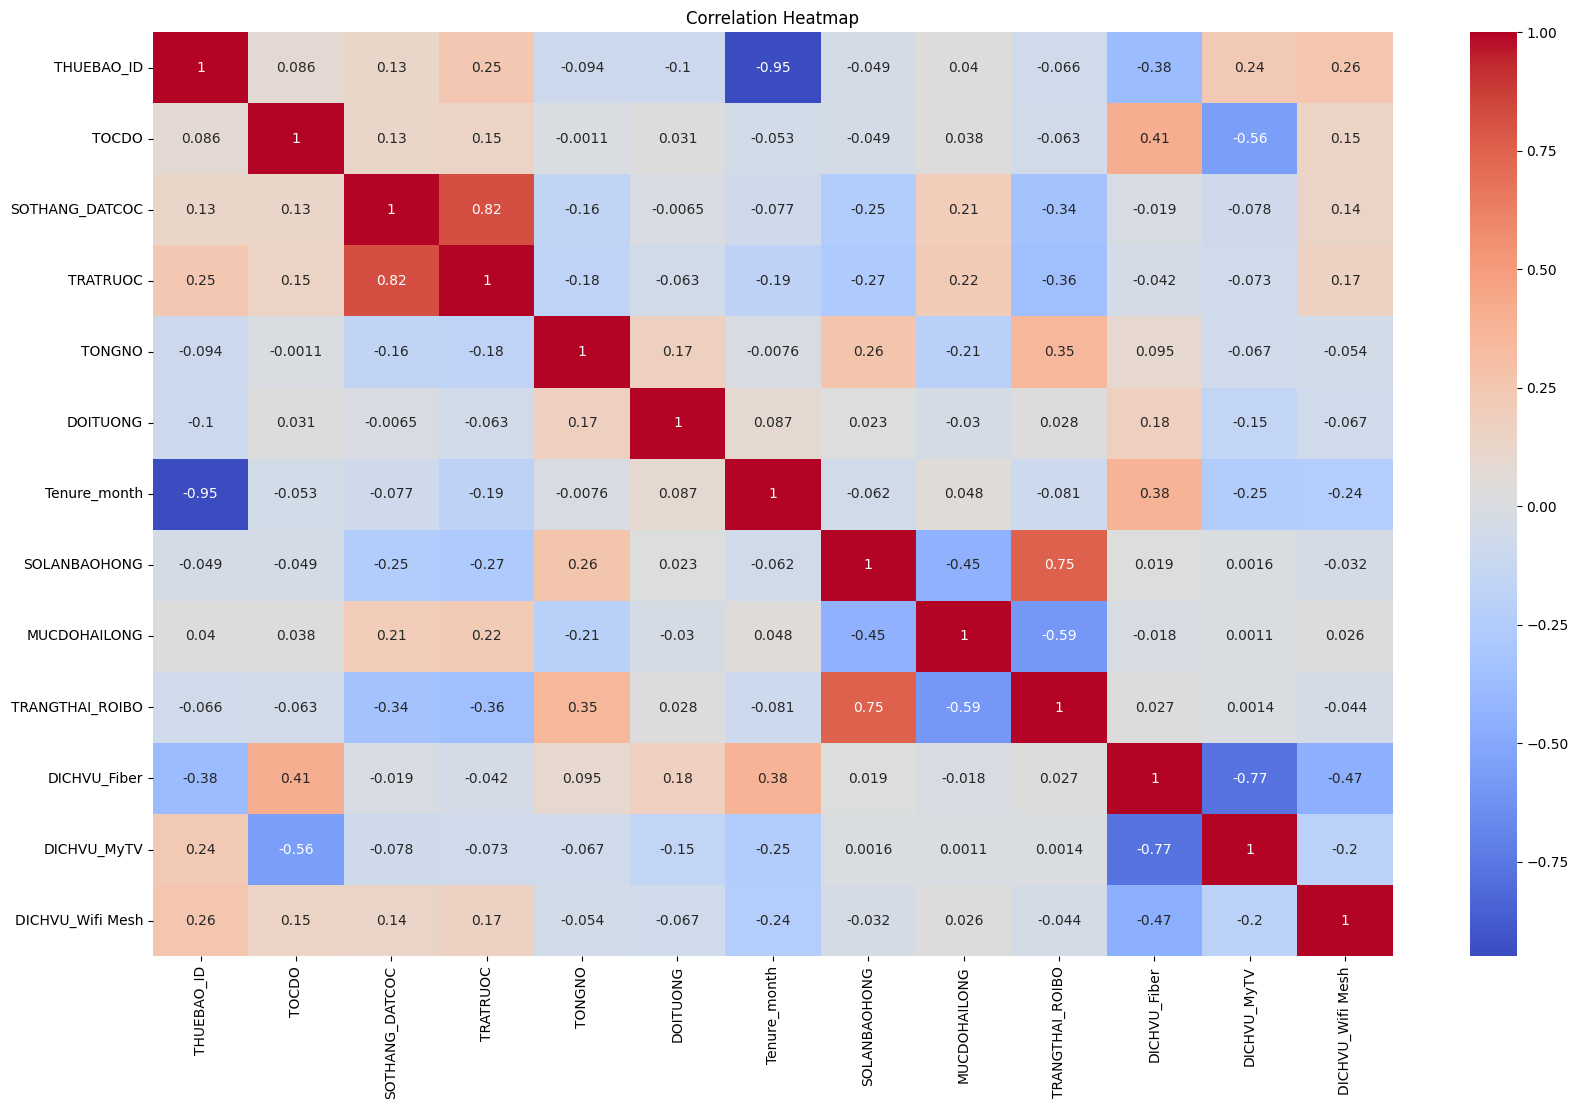 Correlation Heatmap
THUEBAO_ID 1 0.086 0.13 0.25 -0.094 -0.1 -0.95 -0.049 0.04 -0.066 -0.38 0.24 0.26
TOCDO 0.086 1 0.13 0.15 -0.0011 0.031 -0.053 -0.049 0.038 -0.063 0.41 -0.56 0.15
SOTHANG_DATCOC 0.13 0.13 1 0.82 -0.16 -0.0065 -0.077 -0.25 0.21 -0.34 -0.019 -0.078 0.14
TRATRUOC 0.25 0.15 0.82 1 -0.18 -0.063 -0.19 -0.27 0.22 -0.36 -0.042 -0.073 0.17
TONGNO -0.094 -0.0011 -0.16 -0.18 1 0.17 -0.0076 0.26 -0.21 0.35 0.095 -0.067 -0.054
DOITUONG -0.1 0.031 -0.0065 -0.063 0.17 1 0.087 0.023 -0.03 0.028 0.18 -0.15 -0.067
Tenure_month -0.95 -0.053 -0.077 -0.19 -0.0076 0.087 1 -0.062 0.048 -0.081 0.38 -0.25 -0.24
SOLANBAOHONG -0.049 -0.049 -0.25 -0.27 0.26 0.023 -0.062 1 -0.45 0.75 0.019 0.0016 -0.032
MUCDOHAILONG 0.04 0.038 0.21 0.22 -0.21 -0.03 0.048 -0.45 1 -0.59 -0.018 0.0011 0.026
TRANGTHAI_ROIBO -0.066 -0.063 -0.34 -0.36 0.35 0.028 -0.081 0.75 -0.59 1 0.027 0.0014 -0.044
DICHVU_Fiber -0.38 0.41 -0.019 -0.042 0.095 0.18 0.38 0.019 -0.018 0.027 1 -0.77 -0.47
DICHVU_MyTV 0.24 -0.56 -0.078 -0.073 -0.067 -0.15 -0.25 0.0016 0.0011 0.0014 -0.77 1 -0.2
DICHVU_Wifi Mesh 0.26 0.15 0.14 0.17 -0.054 -0.067 -0.24 -0.032 0.026 -0.044 -0.47 -0.2 1
THUEBAO_ID
TOCDO
SOTHANG_DATCOC
TRATRUOC
TONGNO
DOITUONG
Tenure_month
SOLANBAOHONG
MUCDOHAILONG
TRANGTHAI_ROIBO
DICHVU_Fiber
DICHVU_MyTV
DICHVU_Wifi Mesh
1.00
0.75
0.50
0.25
0.00
−0.25
−0.50
−0.75